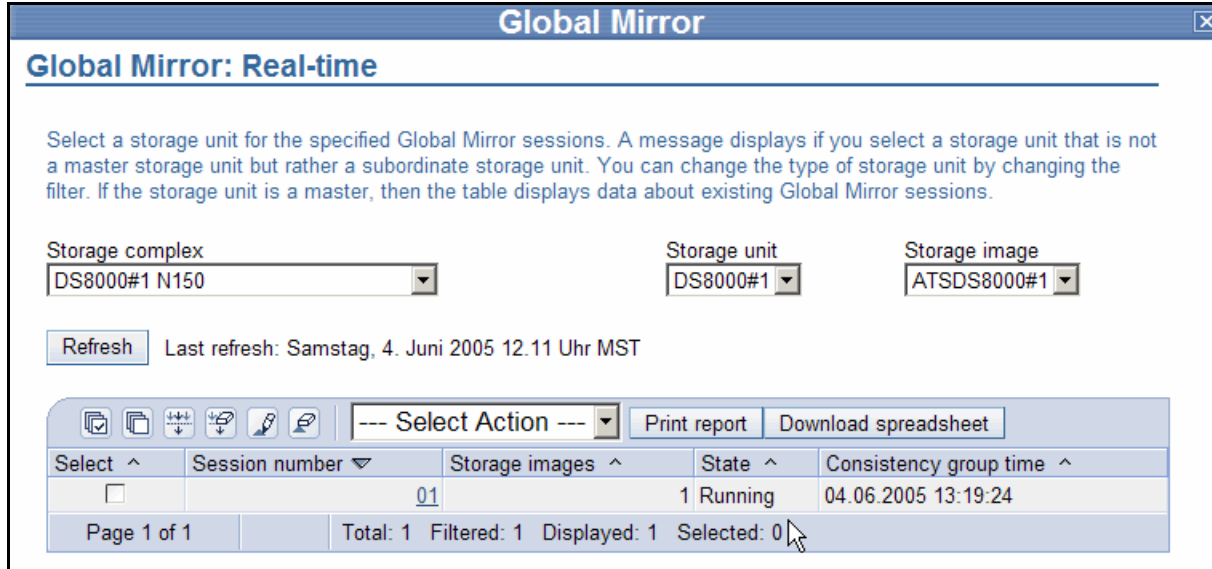 Global Mirror
Global Mirror: Real-time
Select a storage unit for the specified Global Mirror sessions. A message displays if you select a storage unit that is not
a master storage unit but rather a subordinate storage unit. You can change the type of storage unit by changing the
filter. If the storage unit is a master, then the table displays data about existing Global Mirror sessions.
Storage complex Storage unit Storage image
DS8000#1 N150 DS8000#1 ATSDS8000#1
Refresh Last refresh: Samstag, 4. Juni 2005 12.11 Uhr MST
--- Select Action --- Print report Download spreadsheet
Select Session number Storage images State Consistency group time
01 1 Running 04.06.2005 13:19:24
Page 1 of 1 Total: 1 Filtered: 1 Displayed: 1 Selected: 0